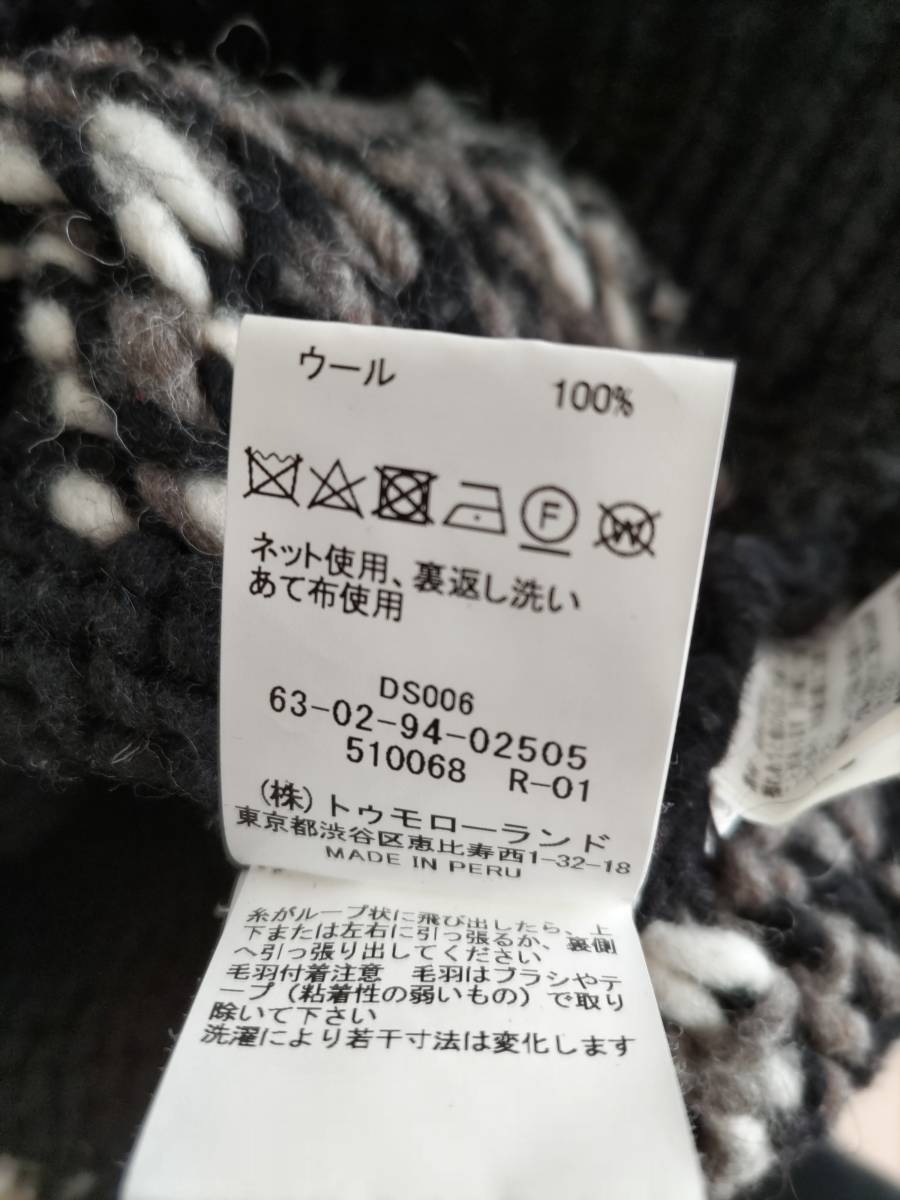 ウール 100%
F W
ネット使用、裏返し洗い
あて布使用
DS006
63-02-94-02505
510068 R-01
(株)トゥモローランド
東京都渋谷区恵比寿西1-32-18
MADE IN PERU
糸がループ状に飛び出したら、上
下または左右に引っ張るか、裏側
へ引っ張り出してください
毛羽付着注意 毛羽はブラシやテ
ープ(粘着性の弱いもの)で取り
除いて下さい
洗濯により若干寸法は変化します